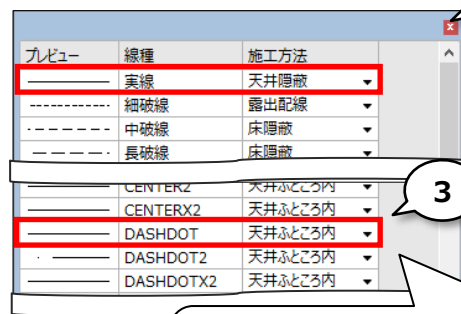 プレビュー 線種 施工方法
実線 天井隠蔽
細破線 露出配線
中破線 床隠蔽
長破線 床隠蔽
CENTER2 天井ふところ内
CENTERX2 天井ふところ内
3
DASHDOT 天井ふところ内
DASHDOT2 天井ふところ内
DASHDOTX2 天井ふところ内